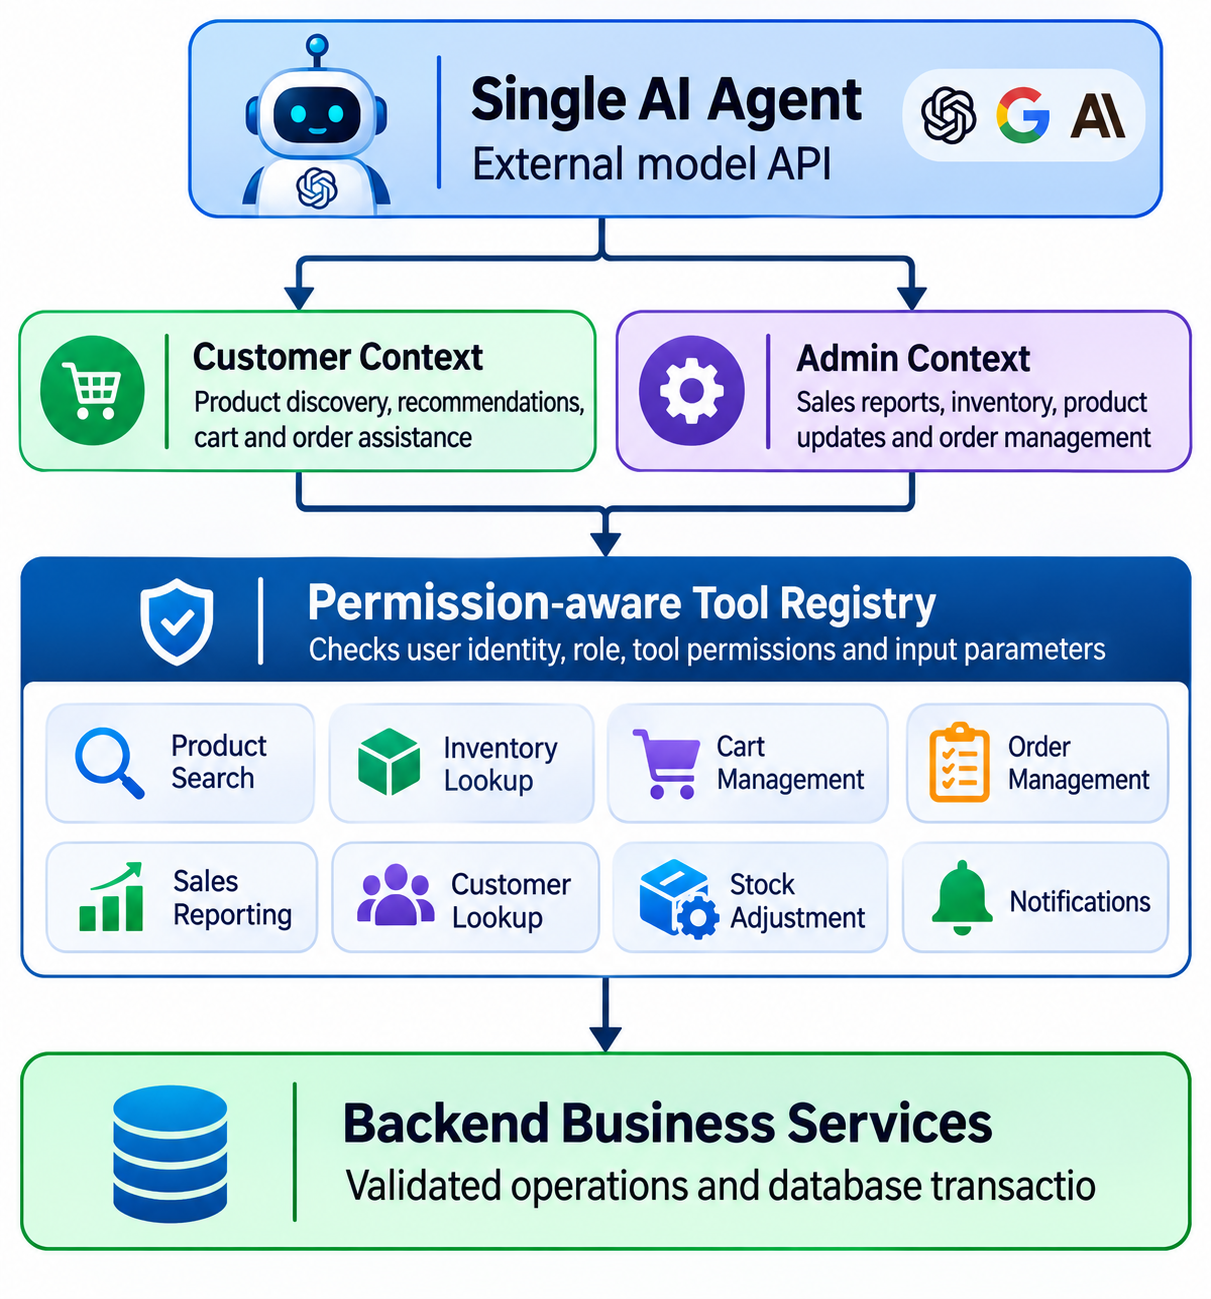 Single AI Agent
External model API
Customer Context
Product discovery, recommendations,
cart and order assistance
Admin Context
Sales reports, inventory, product
updates and order management
Permission-aware Tool Registry
Checks user identity, role, tool permissions and input parameters
Product
Search
Inventory
Lookup
Cart
Management
Order
Management
Sales
Reporting
Customer
Lookup
Stock
Adjustment
Notifications
Backend Business Services
Validated operations and database transactio